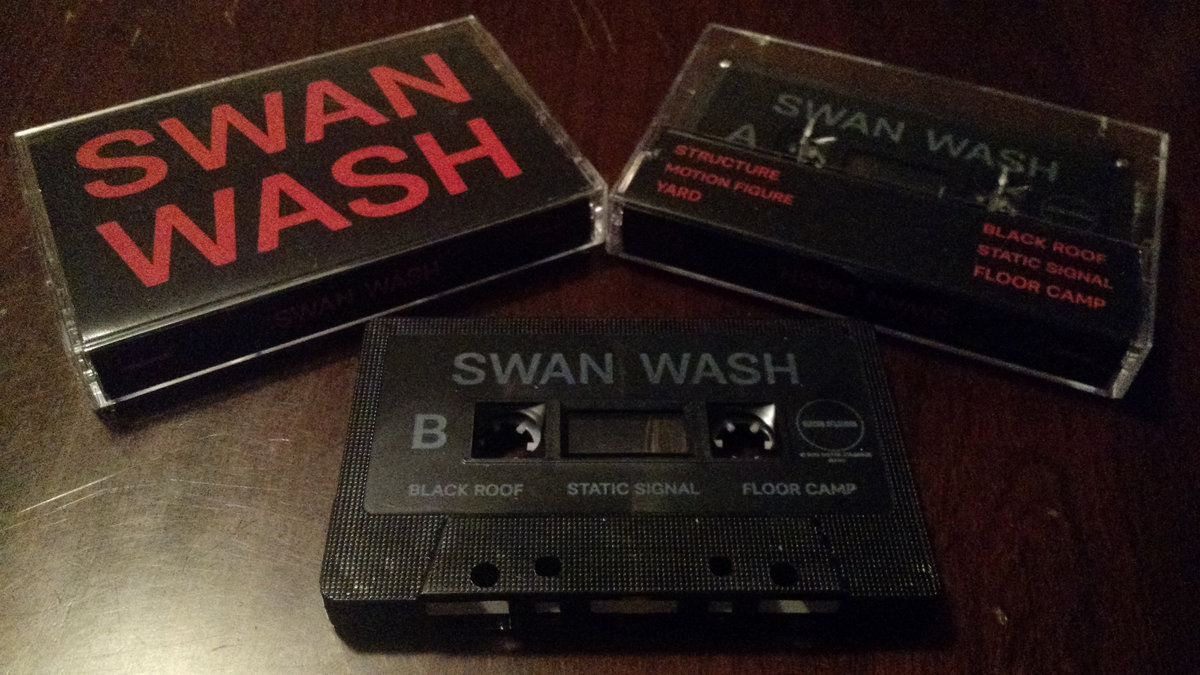 SWAN
WASH
SWAN WASH
SWAN WASH
A
STRUCTURE
MOTION FIGURE
YARD
BLACK ROOF
STATIC SIGNAL
FLOOR CAMP
SWAN WASH
B
BLACK ROOF STATIC SIGNAL FLOOR CAMP